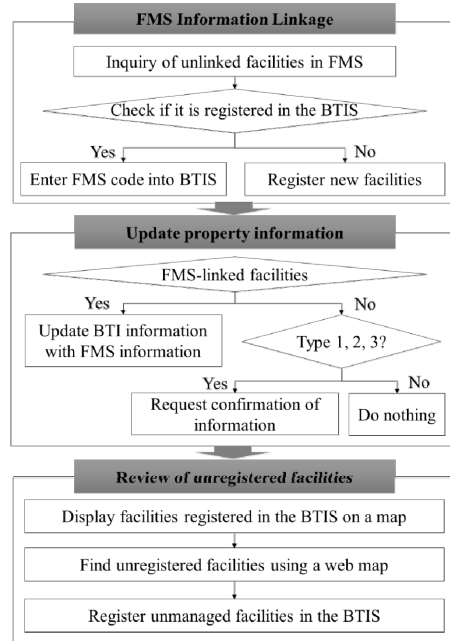 FMS Information Linkage
Inquiry of unlinked facilities in FMS
Check if it is registered in the BTIS
Yes
No
Enter FMS code into BTIS
Register new facilities
Update property information
FMS-linked facilities
Yes
No
Update BTI information
with FMS information
Type 1, 2, 3?
Yes
No
Request confirmation of
information
Do nothing
Review of unregistered facilities
Display facilities registered in the BTIS on a map
Find unregistered facilities using a web map
Register unmanaged facilities in the BTIS